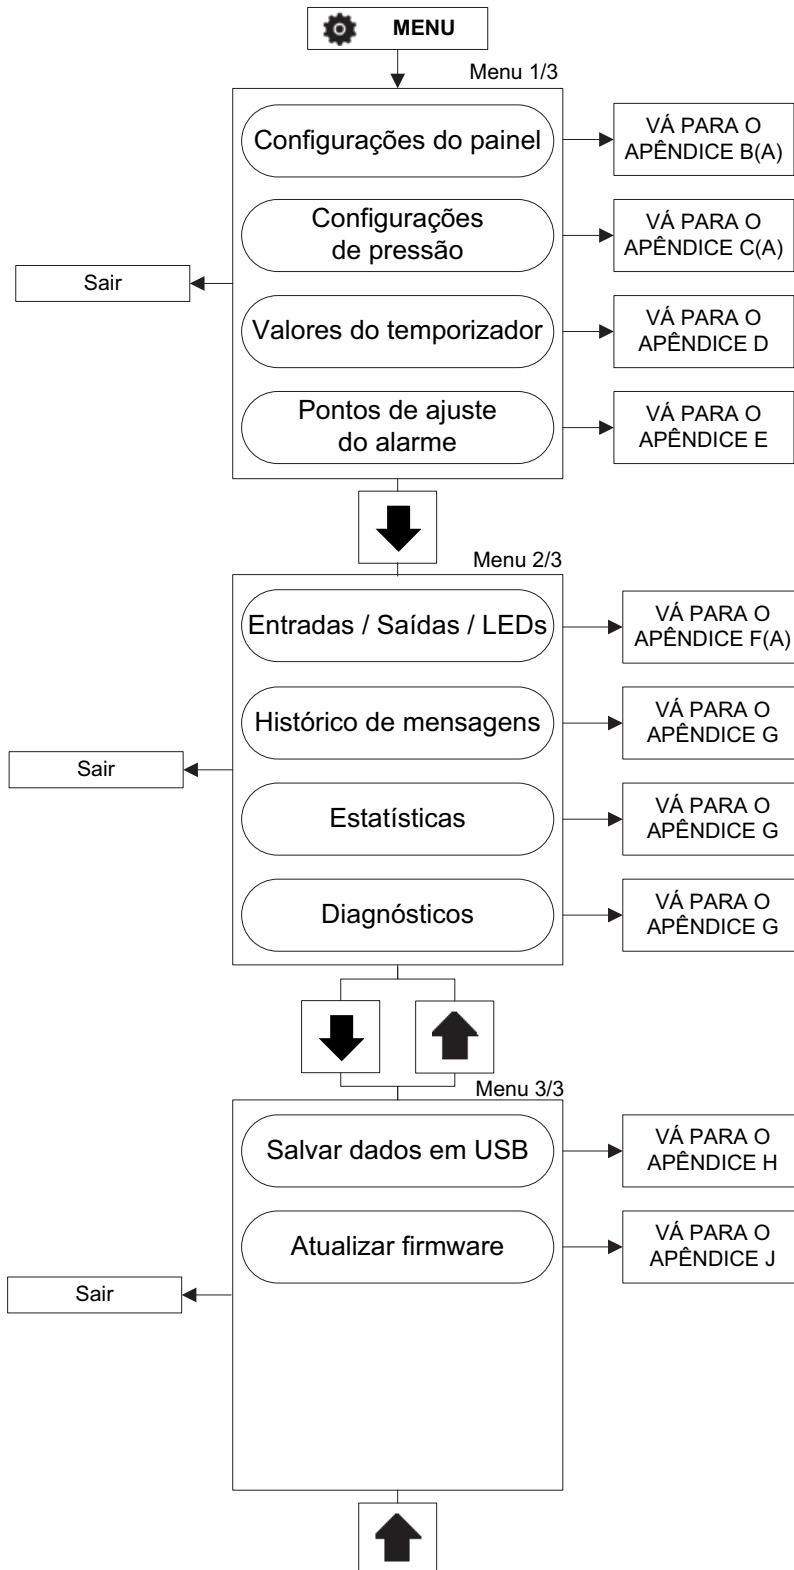 MENU
Menu 1/3
Configurações do painel
VÁ PARA O
APÊNDICE B(A)
Configurações
de pressão
VÁ PARA O
APÊNDICE C(A)
Sair
Valores do temporizador
VÁ PARA O
APÊNDICE D
Pontos de ajuste
do alarme
VÁ PARA O
APÊNDICE E
Menu 2/3
Entradas / Saídas / LEDs
VÁ PARA O
APÊNDICE F(A)
Histórico de mensagens
VÁ PARA O
APÊNDICE G
Sair
Estatísticas
VÁ PARA O
APÊNDICE G
Diagnósticos
VÁ PARA O
APÊNDICE G
Menu 3/3
Salvar dados em USB
VÁ PARA O
APÊNDICE H
Atualizar firmware
VÁ PARA O
APÊNDICE J
Sair